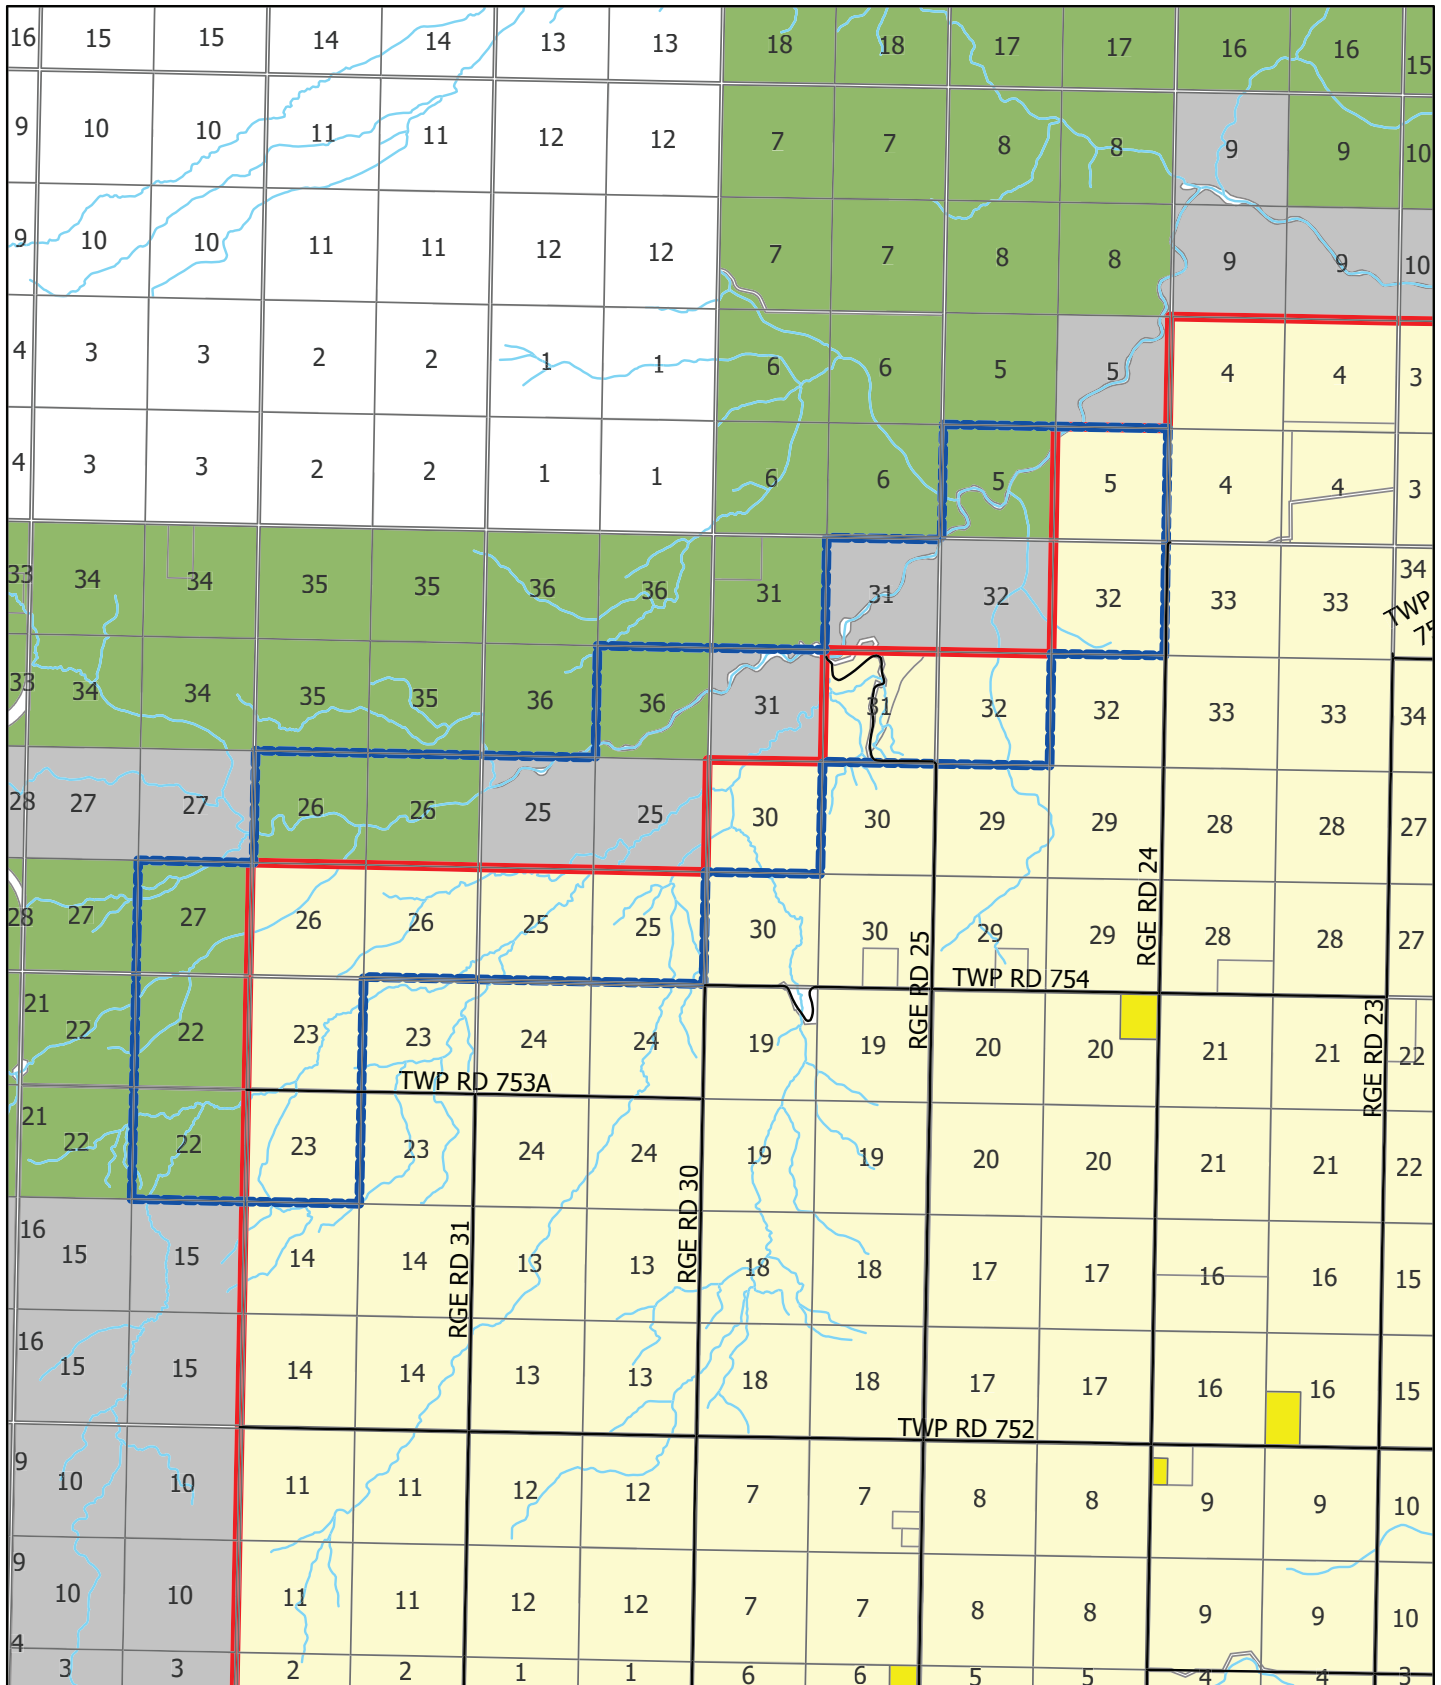 16 15 15 14 14 13 13 18 18 17 17 16 16 15
9 10 10 11 11 12 12 7 7 8 8 9 9 10
9 10 10 11 11 12 12 7 7 8 8 9 9 10
4 3 3 2 2 1 1 6 6 5 5 4 4 3
4 3 3 2 2 1 1 6 6 5 5 4 4 3
33 34 34 35 35 36 36 31 31 32 32 33 33 34
TWP
75
33 34 34 35 35 36 36 31 31 32 32 33 33 34
28 27 27 26 26 25 25 30 30 29 29 28 28 27
RGE RD 24
28 27 27 26 26 25 25 30 30 29 29 28 28 27
RGE RD 25
TWP RD 754
21 22 22 23 23 24 24 19 19 20 20 21 21 22
RGE RD 23
TWP RD 753A
21 22 22 23 23 24 24 19 19 20 20 21 21 22
RGE RD 30
RGE RD 31
16 15 15 14 14 13 13 18 18 17 17 16 16 15
16 15 15 14 14 13 13 18 18 17 17 16 16 15
TWP RD 752
9 10 10 11 11 12 12 7 7 8 8 9 9 10
9 10 10 11 11 12 12 7 7 8 8 9 9 10
4 3 3 2 2 1 1 6 6 5 5 4 4 3